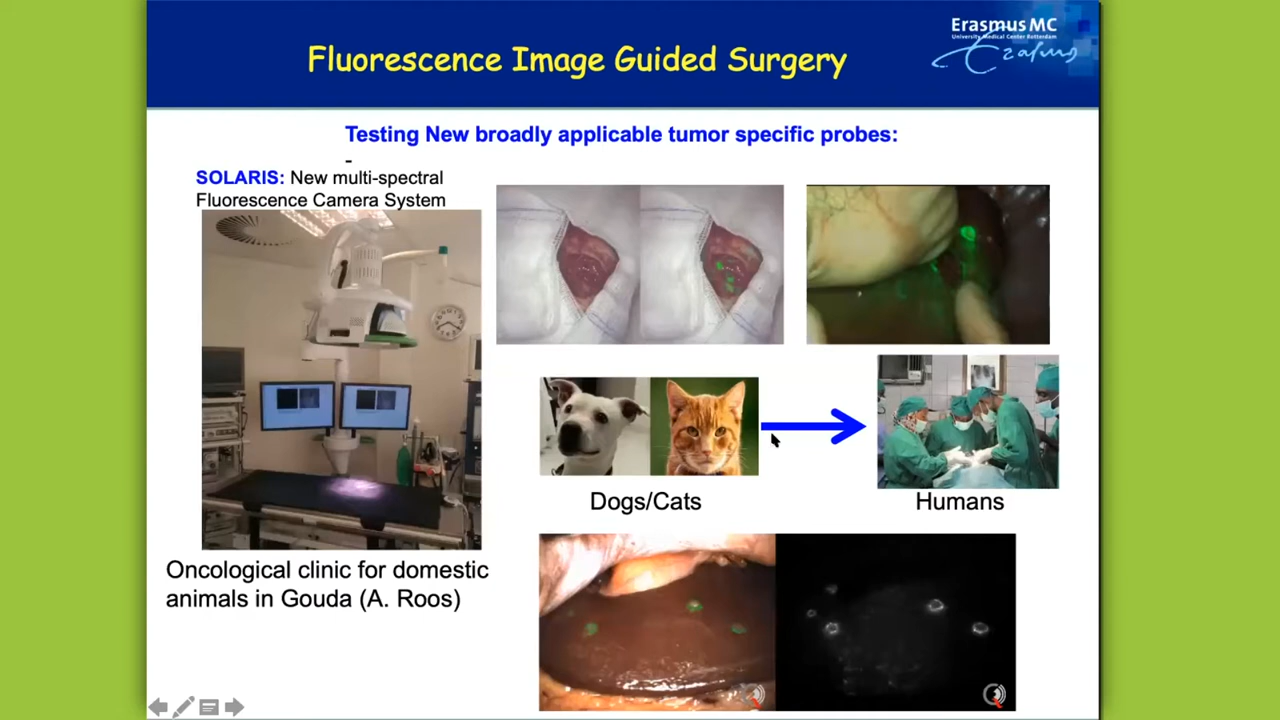 Erasmus MC
University Medical Center Rotterdam
Erasmus
Fluorescence Image Guided Surgery
Testing New broadly applicable tumor specific probes:
-
SOLARIS: New multi-spectral
Fluorescence Camera System
Dogs/Cats
Humans
Oncological clinic for domestic
animals in Gouda (A. Roos)